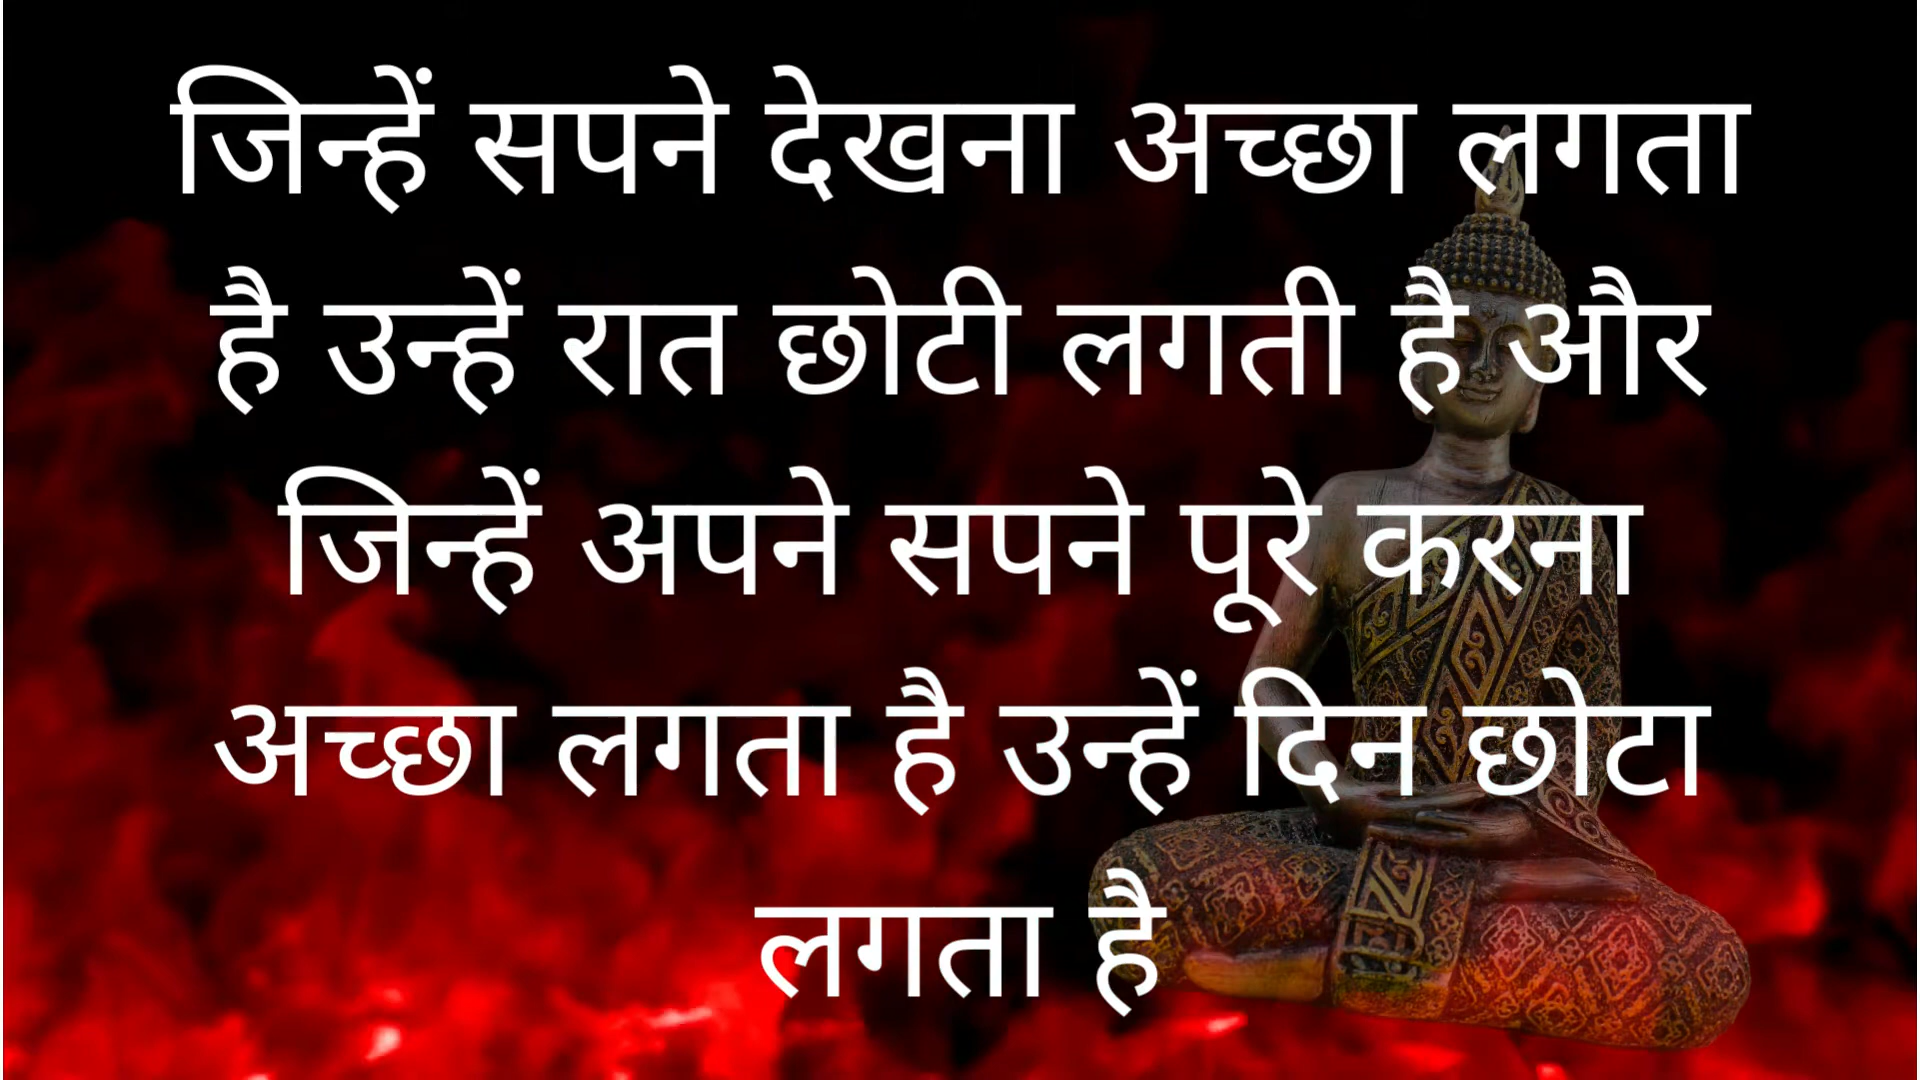 जिन्हें सपने देखना अच्छा लगता
है उन्हें रात छोटी लगती है और
जिन्हें अपने सपने पूरे करना
अच्छा लगता है उन्हें दिन छोटा
लगता है